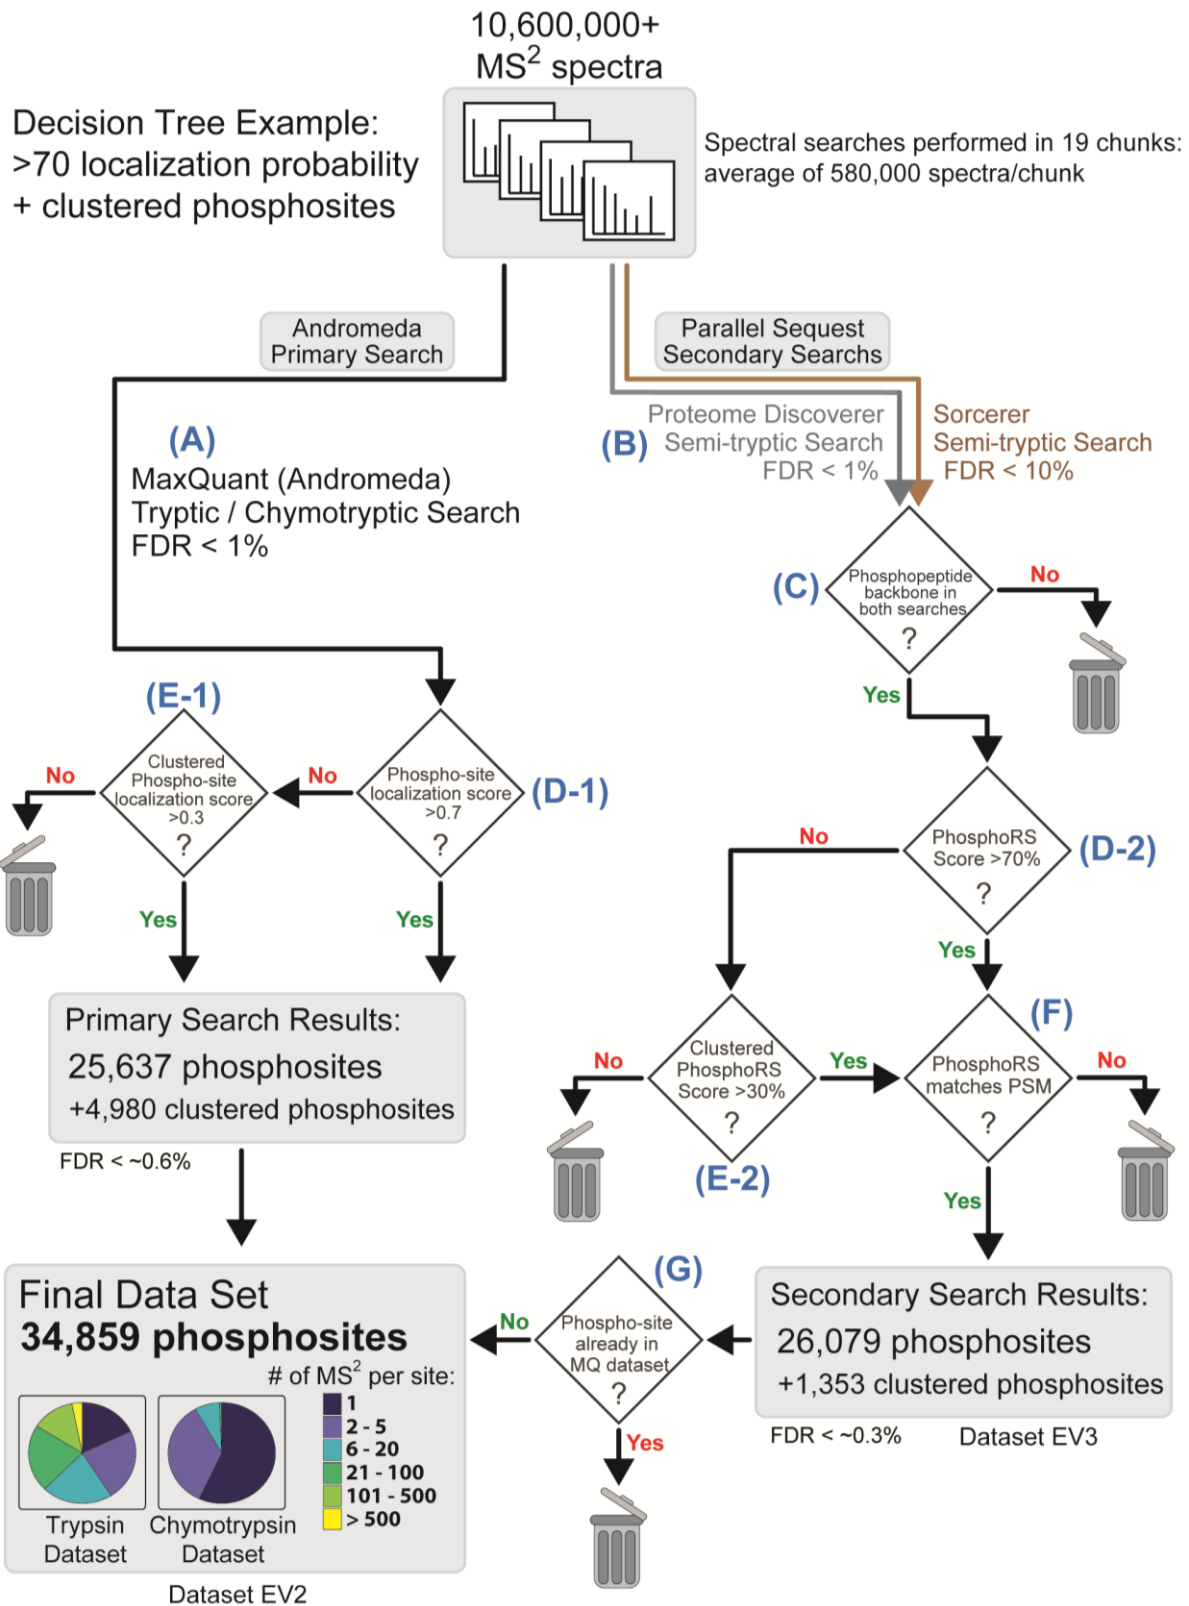 10,600,000+
MS² spectra
Decision Tree Example:
>70 localization probability
+ clustered phosphosites
Spectral searches performed in 19 chunks:
average of 580,000 spectra/chunk
Andromeda
Primary Search
Parallel Sequest
Secondary Searchs
(A)
MaxQuant (Andromeda)
Tryptic / Chymotryptic Search
FDR < 1%
(B)
Proteome Discoverer
Semi-tryptic Search
FDR < 1%
Sorcerer
Semi-tryptic Search
FDR < 10%
(C)
Phosphopeptide
backbone in
both searches
?
No
Yes
(E-1)
Clustered
Phospho-site
localization score
>0.3
?
No
No
Phospho-site
localization score
>0.7
?
(D-1)
Yes
Yes
PhosphoRS
Score >70%
?
(D-2)
No
Yes
Primary Search Results:
25,637 phosphosites
+4,980 clustered phosphosites
FDR < ~0.6%
Clustered
PhosphoRS
Score >30%
?
(E-2)
No
Yes
(F)
PhosphoRS
matches PSM
?
No
Yes
Secondary Search Results:
26,079 phosphosites
+1,353 clustered phosphosites
FDR < ~0.3%
Dataset EV3
(G)
Phospho-site
already in
MQ dataset
?
No
Yes
Final Data Set
34,859 phosphosites
# of MS² per site:
1
2 - 5
6 - 20
21 - 100
101 - 500
> 500
Trypsin
Dataset
Chymotrypsin
Dataset
Dataset EV2